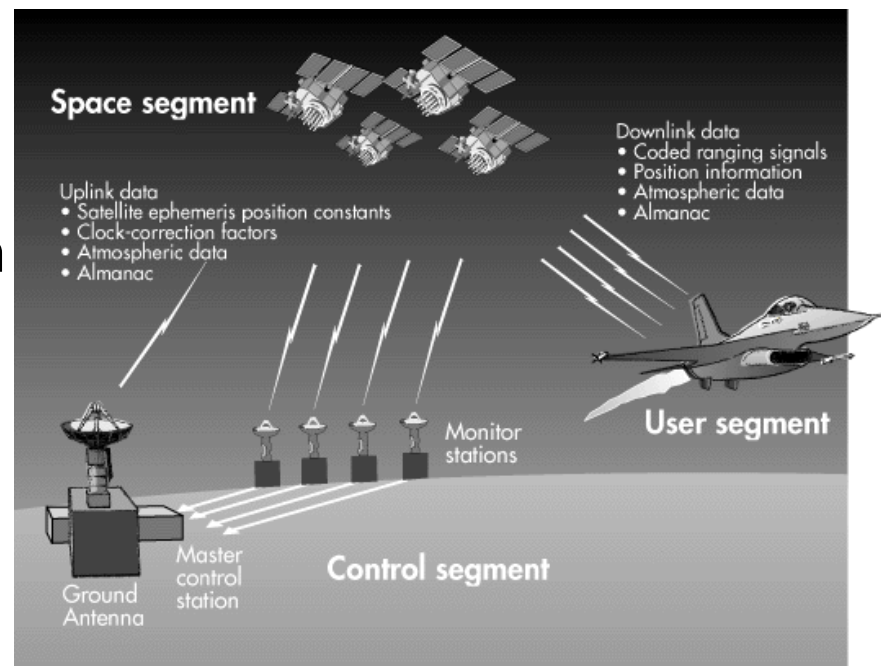 Space segment
Downlink data
• Coded ranging signals
• Position information
• Atmospheric data
• Almanac
Uplink data
• Satellite ephemeris position constants
• Clock-correction factors
• Atmospheric data
• Almanac
User segment
Monitor
stations
Master
control
station
Control segment
Ground
Antenna